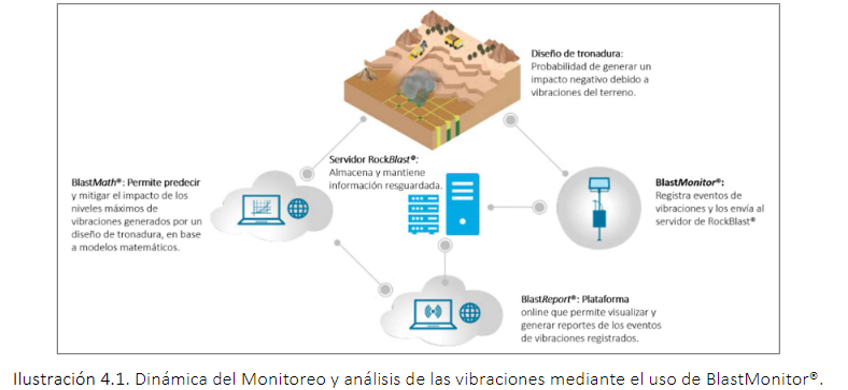 Diseño de tronadura:
Probabilidad de generar un
impacto negativo debido a
vibraciones del terreno.
Servidor RockBlast®:
Almacena y mantiene
información resguardada.
BlastMath®: Permite predecir
y mitigar el impacto de los
niveles máximos de
vibraciones generados por un
diseño de tronadura, en base
a modelos matemáticos.
BlastMonitor®:
Registra eventos de
vibraciones y los envía al
servidor de RockBlast®
BlastReport®: Plataforma
online que permite visualizar y
generar reportes de los eventos
de vibraciones registrados.
Ilustración 4.1. Dinámica del Monitoreo y análisis de las vibraciones mediante el uso de BlastMonitor®.